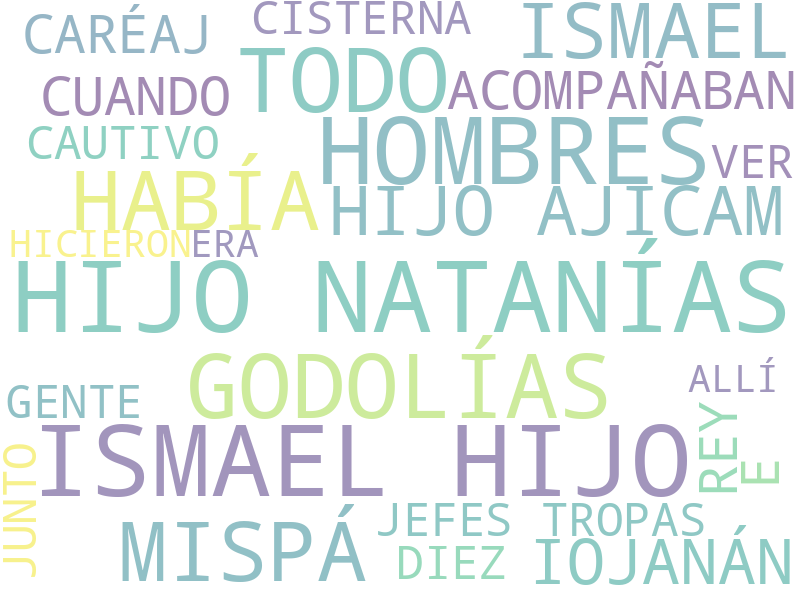 CARÉAJ
CISTERNA
ISMAEL
CUANDO
TODO
ACOMPAÑABAN
CAUTIVO
HOMBRES
VER
HABÍA
HIJO AJICAM
HICIERON
ERA
HIJO NATANÍAS
GODOLÍAS
ALLÍ
GENTE
REY
E
ISMAEL HIJO
JUNTO
MISPÁ
JEFES TROPAS
DIEZ
IOJANÁN